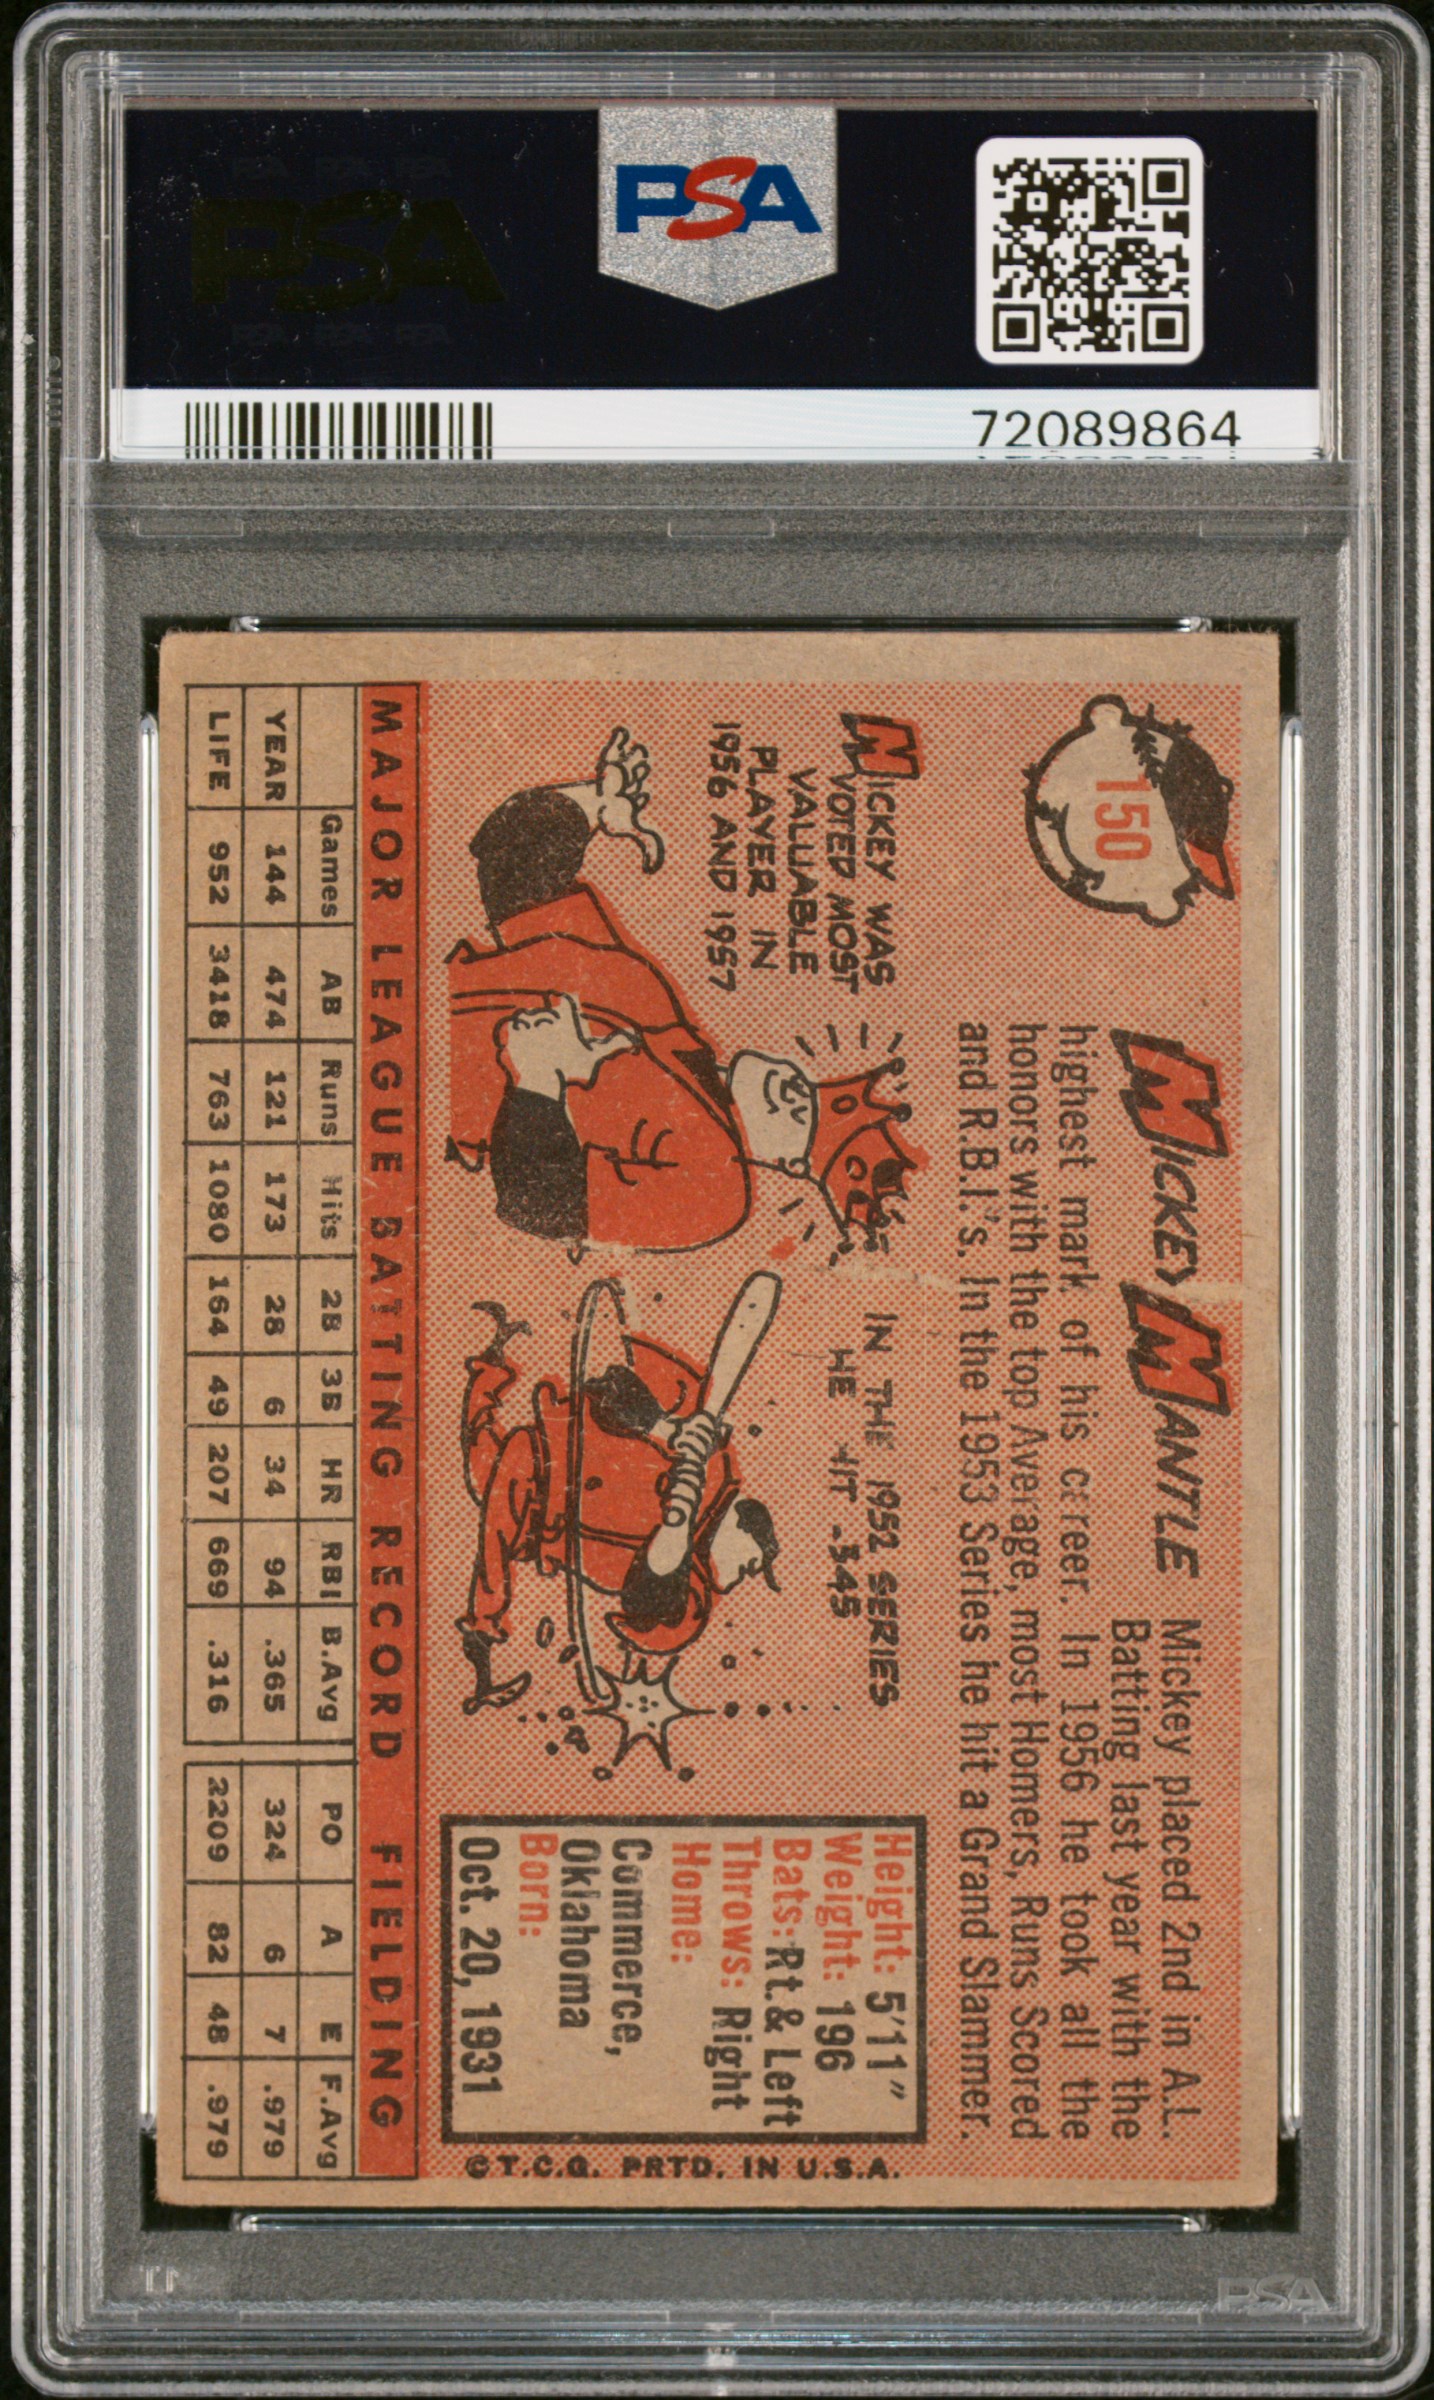 PSA
PSA
72089864
150
MICKEY MANTLE
Mickey placed 2nd in A.L.
Batting last year with the
highest mark of his career. In 1956 he took all the
honors with the top Average, most Homers, Runs Scored
and R.B.I.'s. In the 1953 Series he hit a Grand Slammer.
MICKEY WAS
VOTED MOST
VALUABLE
PLAYER IN
1956 AND 1957
IN THE 1952 SERIES
HE HIT .345
Height: 5'11"
Weight: 196
Bats: Rt. & Left
Throws: Right
Home:
Commerce,
Oklahoma
Born:
Oct. 20, 1931
MAJOR LEAGUE BATTING RECORD FIELDING
Games AB Runs Hits 2B 3B HR RBI B.Avg PO A E F.Avg
YEAR 144 474 121 173 28 6 34 94 .365 324 6 7 .979
LIFE 952 3418 763 1080 164 49 207 669 .316 2209 82 48 .979
©T.C.G. PRTD. IN U.S.A.
PSA